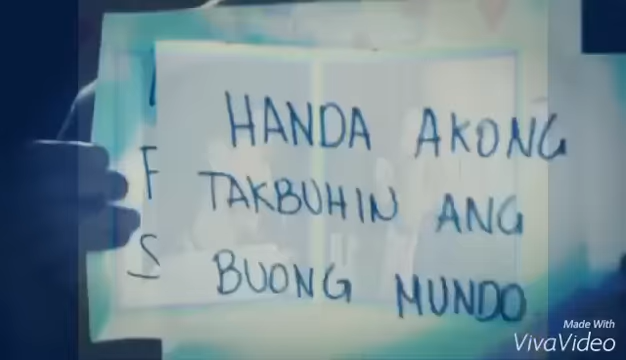 HANDA AKONG
F TAKBUHIN ANG
S BUONG MUNDO
Made With
VivaVideo